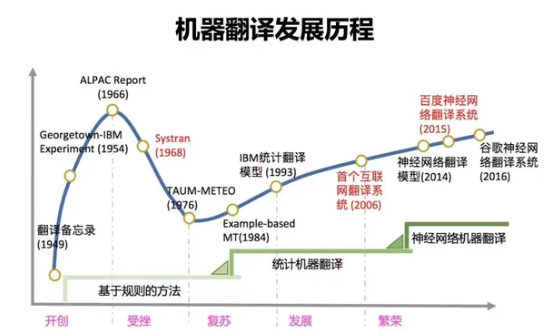 机器翻译发展历程
ALPAC Report
(1966)
Georgetown-IBM
Experiment (1954)
Systran
(1968)
翻译备忘录
(1949)
TAUM-METEO
(1976)
Example-based
MT(1984)
IBM统计翻译
模型 (1993)
首个互联
网翻译系
统 (2006)
神经网络翻译
模型(2014)
百度神经网
络翻译系统
(2015)
谷歌神经网
络翻译系统
(2016)
基于规则的方法
统计机器翻译
神经网络机器翻译
开创
受挫
复苏
发展
繁荣